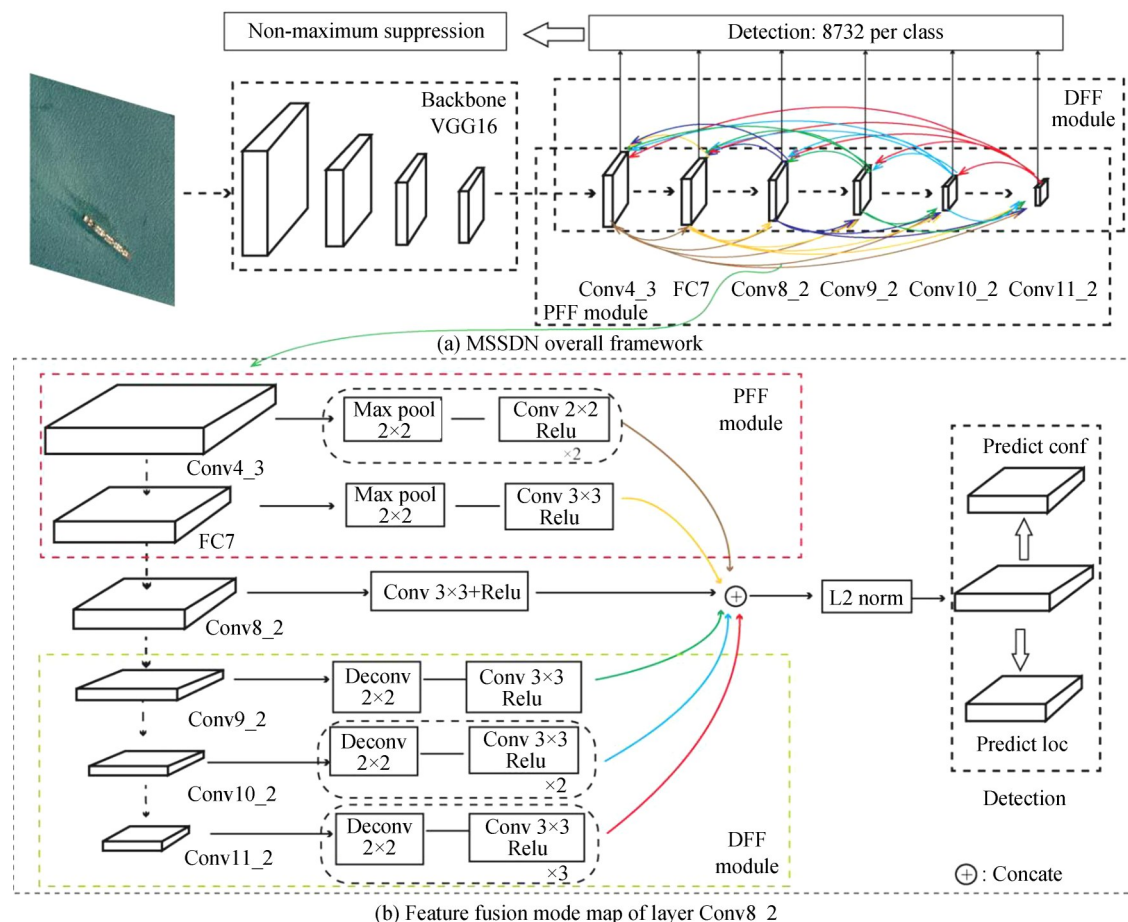 Non-maximum suppression
Detection: 8732 per class
Backbone
VGG16
DFF
module
Conv4_3 FC7 Conv8_2 Conv9_2 Conv10_2 Conv11_2
PFF module
(a) MSSDN overall framework
PFF
module
Max pool
2×2
Conv 2×2
Relu
×2
Conv4_3
Max pool
2×2
Conv 3×3
Relu
FC7
Conv 3×3+Relu
Conv8_2
L2 norm
Predict conf
Predict loc
Detection
Deconv
2×2
Conv 3×3
Relu
Conv9_2
Deconv
2×2
Conv 3×3
Relu
×2
Conv10_2
Deconv
2×2
Conv 3×3
Relu
×3
Conv11_2
DFF
module
+ : Concate
(b) Feature fusion mode map of layer Conv8_2